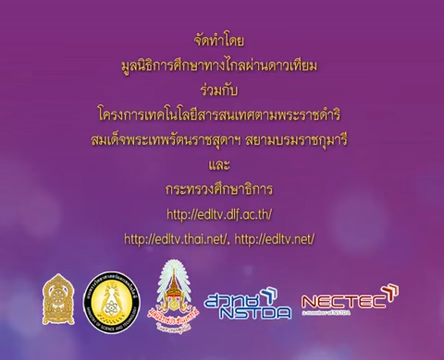 จัดทำโดย
มูลนิธิการศึกษาทางไกลผ่านดาวเทียม
ร่วมกับ
โครงการเทคโนโลยีสารสนเทศตามพระราชดำริ
สมเด็จพระเทพรัตนราชสุดาฯ สยามบรมราชกุมารี
และ
กระทรวงศึกษาธิการ
http://edltv.dlf.ac.th/
http://edltv.thai.net/, http://edltv.net/
สวทช
NSTDA
NECTEC
a member of NSTDA